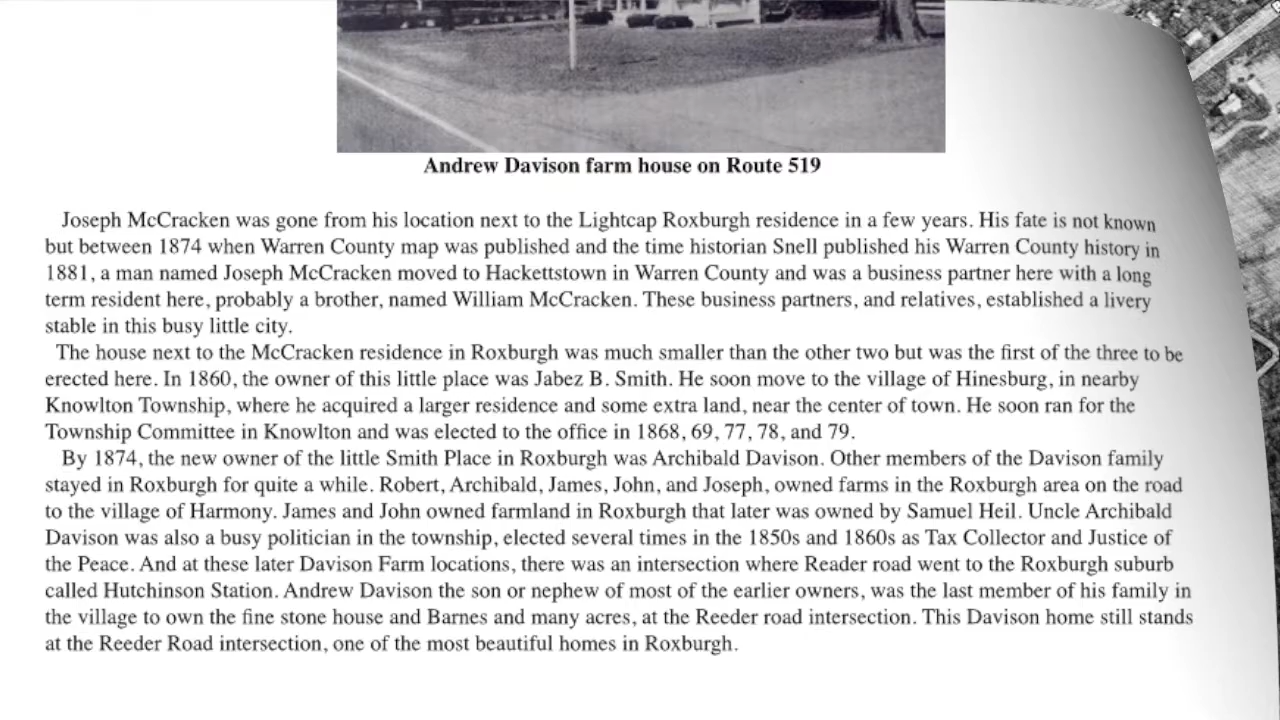 Andrew Davison farm house on Route 519
Joseph McCracken was gone from his location next to the Lightcap Roxburgh residence in a few years. His fate is not known
but between 1874 when Warren County map was published and the time historian Snell published his Warren County history in
1881, a man named Joseph McCracken moved to Hackettstown in Warren County and was a business partner here with a long
term resident here, probably a brother, named William McCracken. These business partners, and relatives, established a livery
stable in this busy little city.
The house next to the McCracken residence in Roxburgh was much smaller than the other two but was the first of the three to be
erected here. In 1860, the owner of this little place was Jabez B. Smith. He soon move to the village of Hinesburg, in nearby
Knowlton Township, where he acquired a larger residence and some extra land, near the center of town. He soon ran for the
Township Committee in Knowlton and was elected to the office in 1868, 69, 77, 78, and 79.
By 1874, the new owner of the little Smith Place in Roxburgh was Archibald Davison. Other members of the Davison family
stayed in Roxburgh for quite a while. Robert, Archibald, James, John, and Joseph, owned farms in the Roxburgh area on the road
to the village of Harmony. James and John owned farmland in Roxburgh that later was owned by Samuel Heil. Uncle Archibald
Davison was also a busy politician in the township, elected several times in the 1850s and 1860s as Tax Collector and Justice of
the Peace. And at these later Davison Farm locations, there was an intersection where Reader road went to the Roxburgh suburb
called Hutchinson Station. Andrew Davison the son or nephew of most of the earlier owners, was the last member of his family in
the village to own the fine stone house and Barnes and many acres, at the Reeder road intersection. This Davison home still stands
at the Reeder Road intersection, one of the most beautiful homes in Roxburgh.